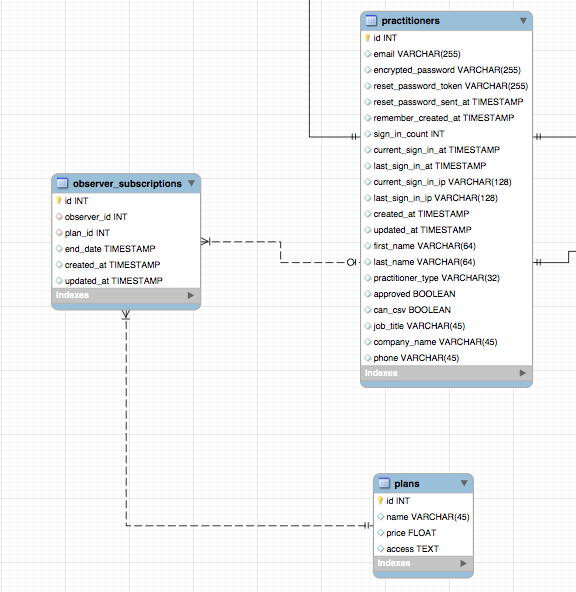 practitioners
id INT
email VARCHAR(255)
encrypted_password VARCHAR(255)
reset_password_token VARCHAR(255)
reset_password_sent_at TIMESTAMP
remember_created_at TIMESTAMP
sign_in_count INT
current_sign_in_at TIMESTAMP
last_sign_in_at TIMESTAMP
current_sign_in_ip VARCHAR(128)
last_sign_in_ip VARCHAR(128)
created_at TIMESTAMP
updated_at TIMESTAMP
first_name VARCHAR(64)
last_name VARCHAR(64)
practitioner_type VARCHAR(32)
approved BOOLEAN
can_csv BOOLEAN
job_title VARCHAR(45)
company_name VARCHAR(45)
phone VARCHAR(45)
Indexes
observer_subscriptions
id INT
observer_id INT
plan_id INT
end_date TIMESTAMP
created_at TIMESTAMP
updated_at TIMESTAMP
Indexes
plans
id INT
name VARCHAR(45)
price FLOAT
access TEXT
Indexes